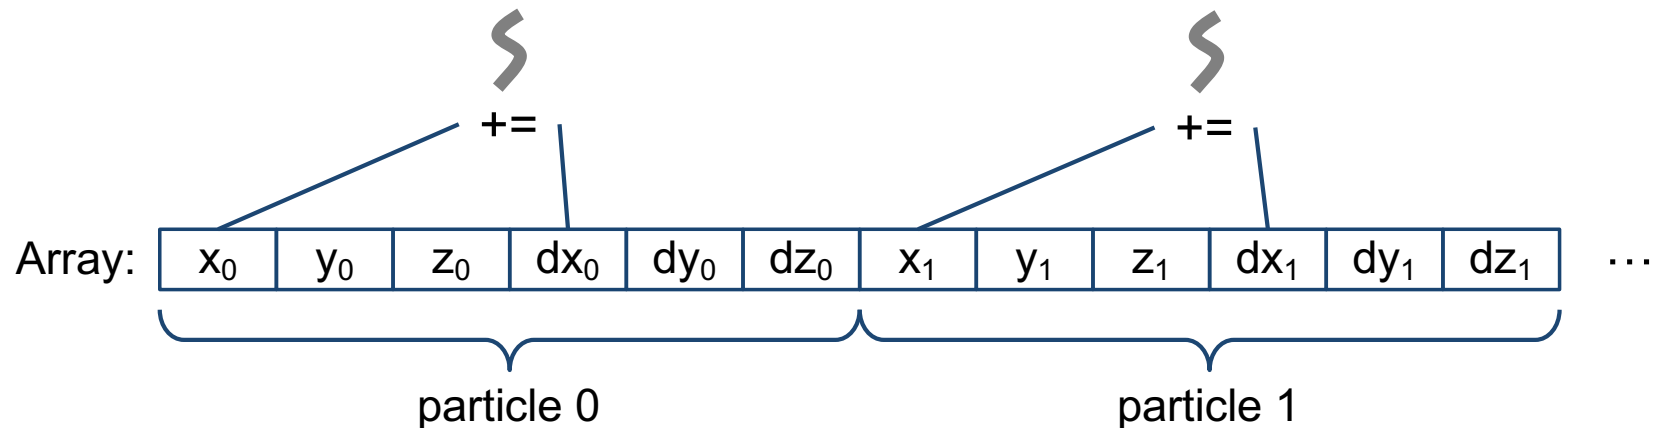 += +=
Array: x₀ y₀ z₀ dx₀ dy₀ dz₀ x₁ y₁ z₁ dx₁ dy₁ dz₁ ...
particle 0 particle 1